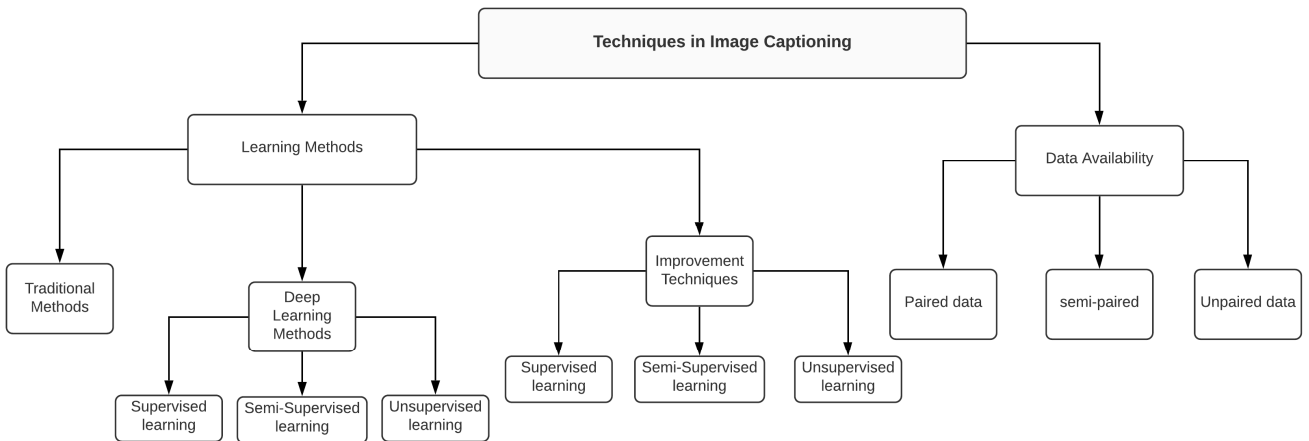 Techniques in Image Captioning
Learning Methods
Data Availability
Traditional
Methods
Deep
Learning
Methods
Improvement
Techniques
Paired data
semi-paired
Unpaired data
Supervised
learning
Semi-Supervised
learning
Unsupervised
learning
Supervised
learning
Semi-Supervised
learning
Unsupervised
learning